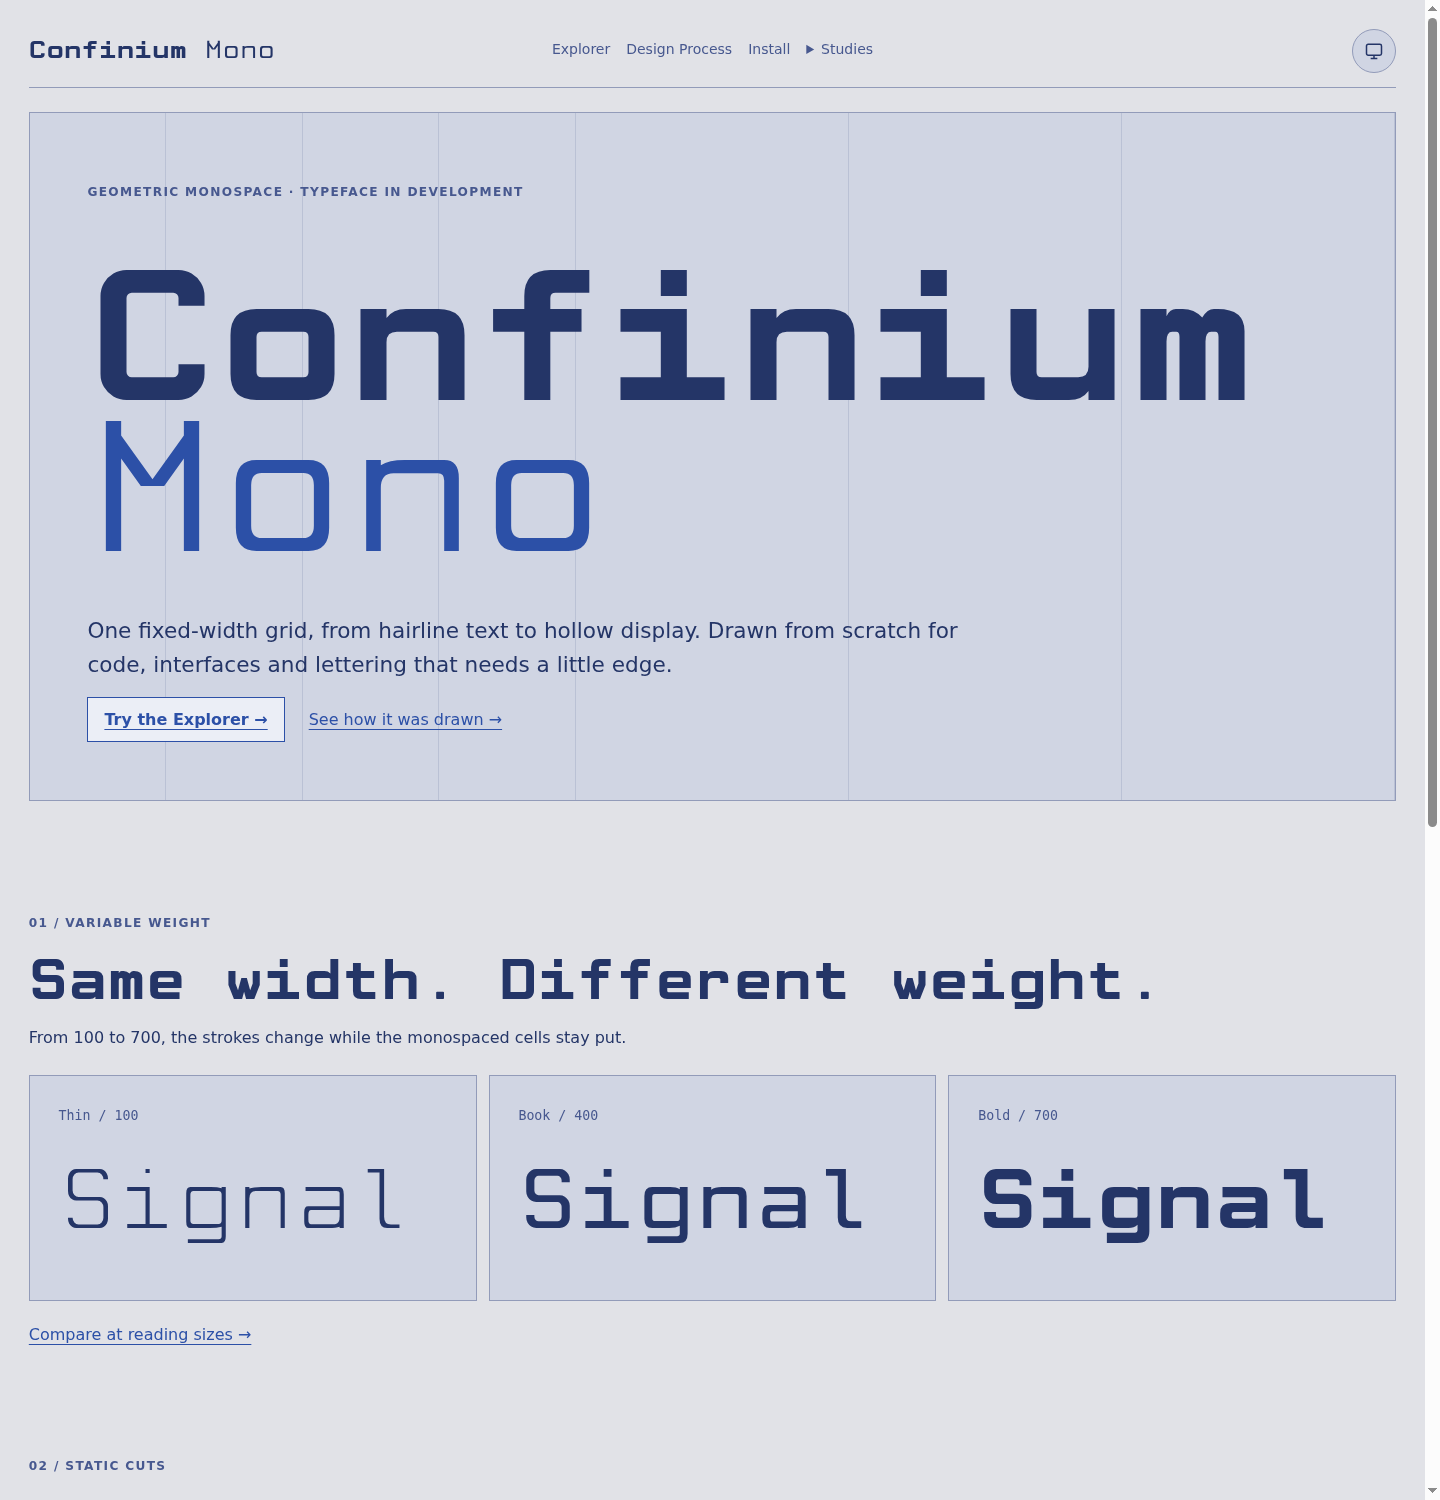 Confinium Mono
Explorer Design Process Install ▶ Studies
GEOMETRIC MONOSPACE · TYPEFACE IN DEVELOPMENT
Confinium
Mono
One fixed-width grid, from hairline text to hollow display. Drawn from scratch for
code, interfaces and lettering that needs a little edge.
Try the Explorer → See how it was drawn →
01 / VARIABLE WEIGHT
Same width. Different weight.
From 100 to 700, the strokes change while the monospaced cells stay put.
Thin / 100
Signal
Book / 400
Signal
Bold / 700
Signal
Compare at reading sizes →
02 / STATIC CUTS